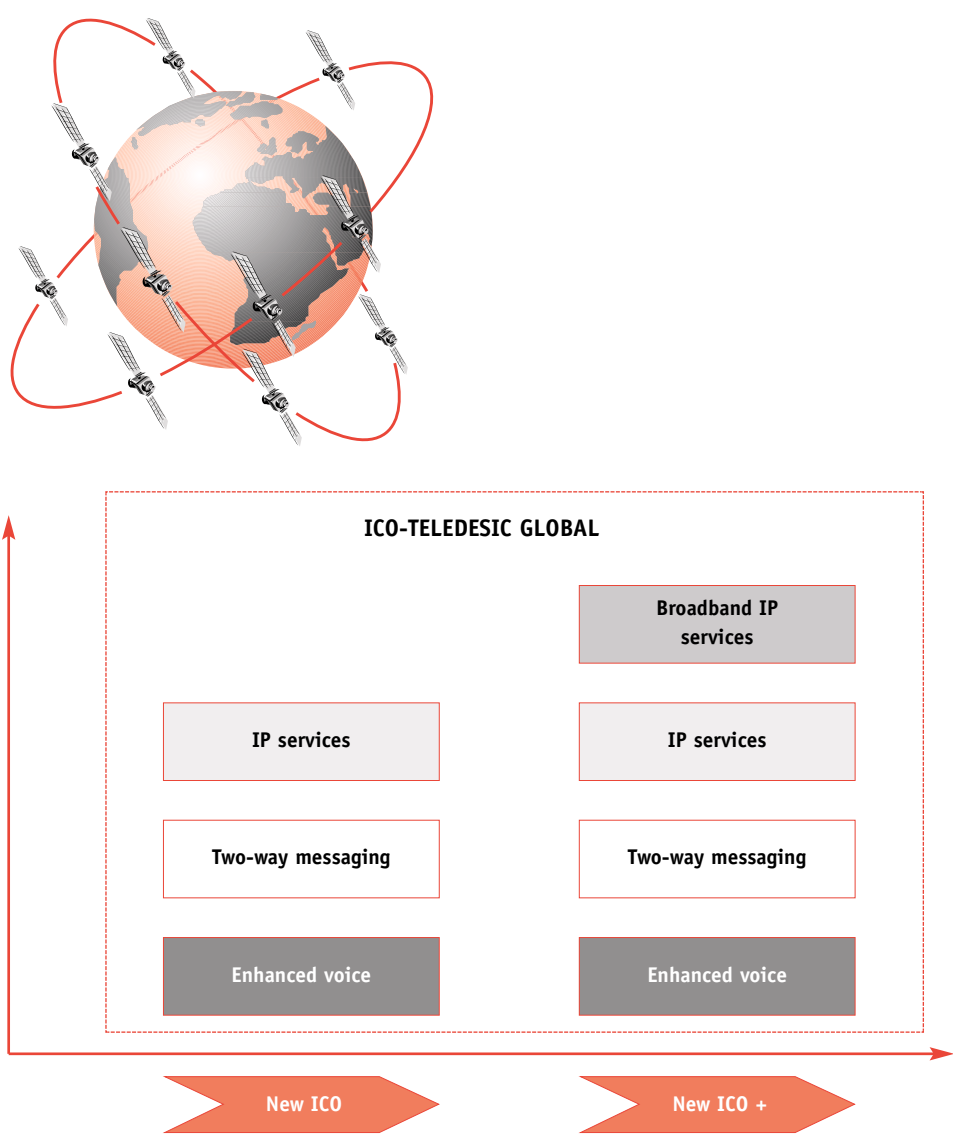 ICO-TELEDESIC GLOBAL
Broadband IP
services
IP services
IP services
Two-way messaging
Two-way messaging
Enhanced voice
Enhanced voice
New ICO
New ICO +